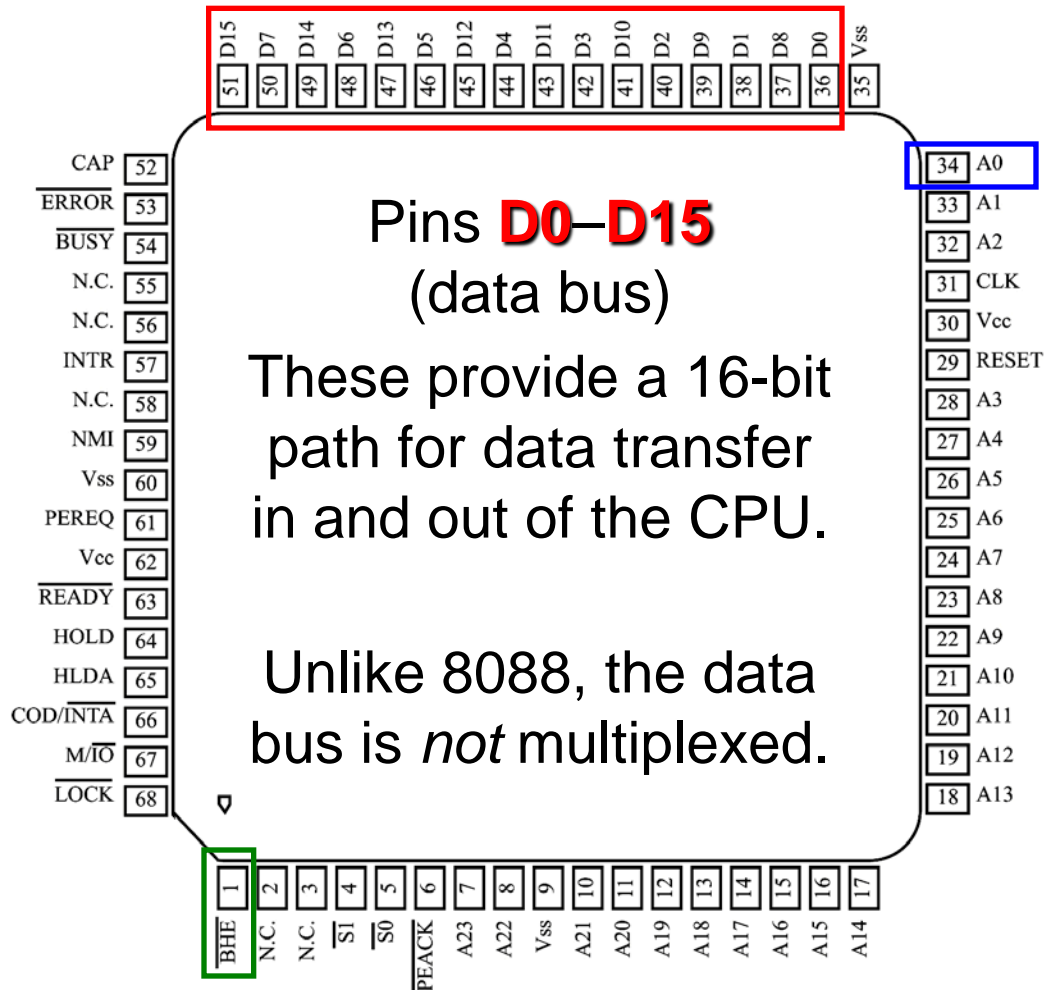 D15 D7 D14 D6 D13 D5 D12 D4 D11 D3 D10 D2 D9 D1 D8 D0 Vss
51 50 49 48 47 46 45 44 43 42 41 40 39 38 37 36 35
CAP 52
ERROR 53
BUSY 54
N.C. 55
N.C. 56
INTR 57
N.C. 58
NMI 59
Vss 60
PEREQ 61
Vcc 62
READY 63
HOLD 64
HLDA 65
COD/INTA 66
M/IO 67
LOCK 68
Pins D0–D15
(data bus)
These provide a 16-bit
path for data transfer
in and out of the CPU.
Unlike 8088, the data
bus is not multiplexed.
34 A0
33 A1
32 A2
31 CLK
30 Vcc
29 RESET
28 A3
27 A4
26 A5
25 A6
24 A7
23 A8
22 A9
21 A10
20 A11
19 A12
18 A13
1 2 3 4 5 6 7 8 9 10 11 12 13 14 15 16 17
BHE N.C. N.C. S1 S0 PEACK A23 A22 Vss A21 A20 A19 A18 A17 A16 A15 A14